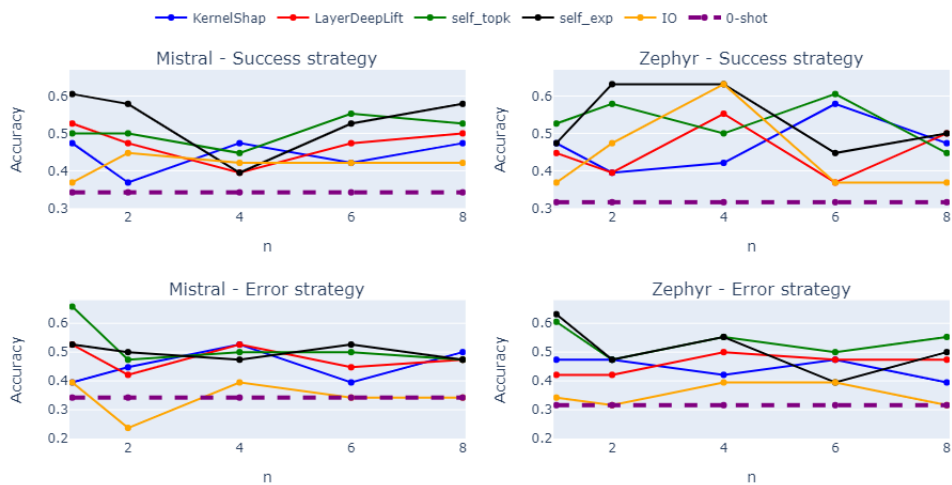 KernelShap LayerDeepLift self_topk self_exp IO 0-shot
Mistral - Success strategy
Accuracy
0.6
0.5
0.4
0.3
2 4 6 8
n
Zephyr - Success strategy
Accuracy
0.6
0.5
0.4
0.3
2 4 6 8
n
Mistral - Error strategy
Accuracy
0.6
0.5
0.4
0.3
0.2
2 4 6 8
n
Zephyr - Error strategy
Accuracy
0.6
0.5
0.4
0.3
0.2
2 4 6 8
n